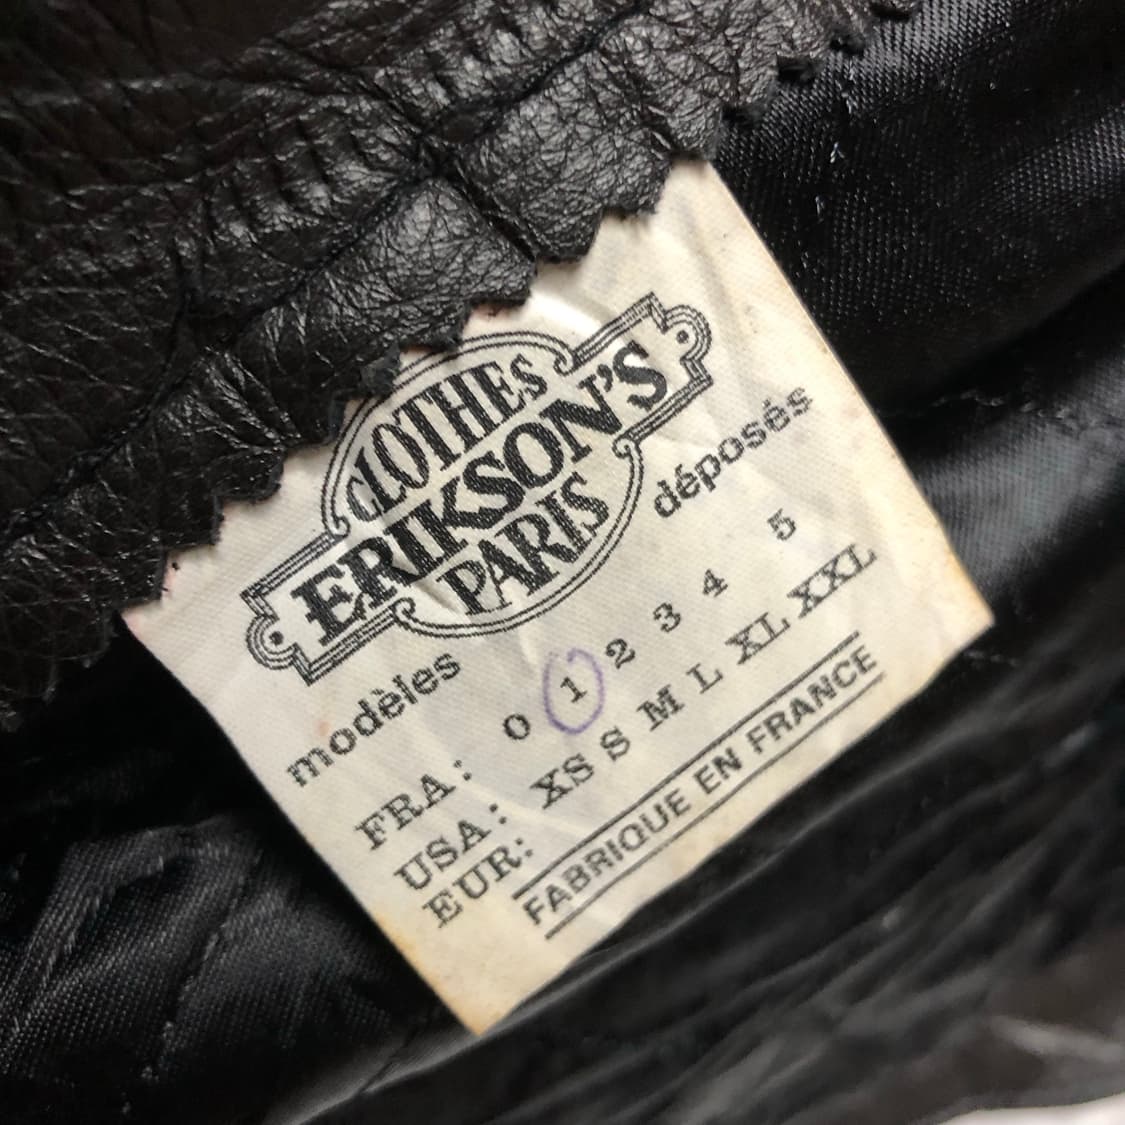 CLOTHES
ERIKSON'S
PARIS
modèles déposés
FRA: 0 1 2 3 4 5
USA: XS S M L XL XXL
EUR:
FABRIQUE EN FRANCE